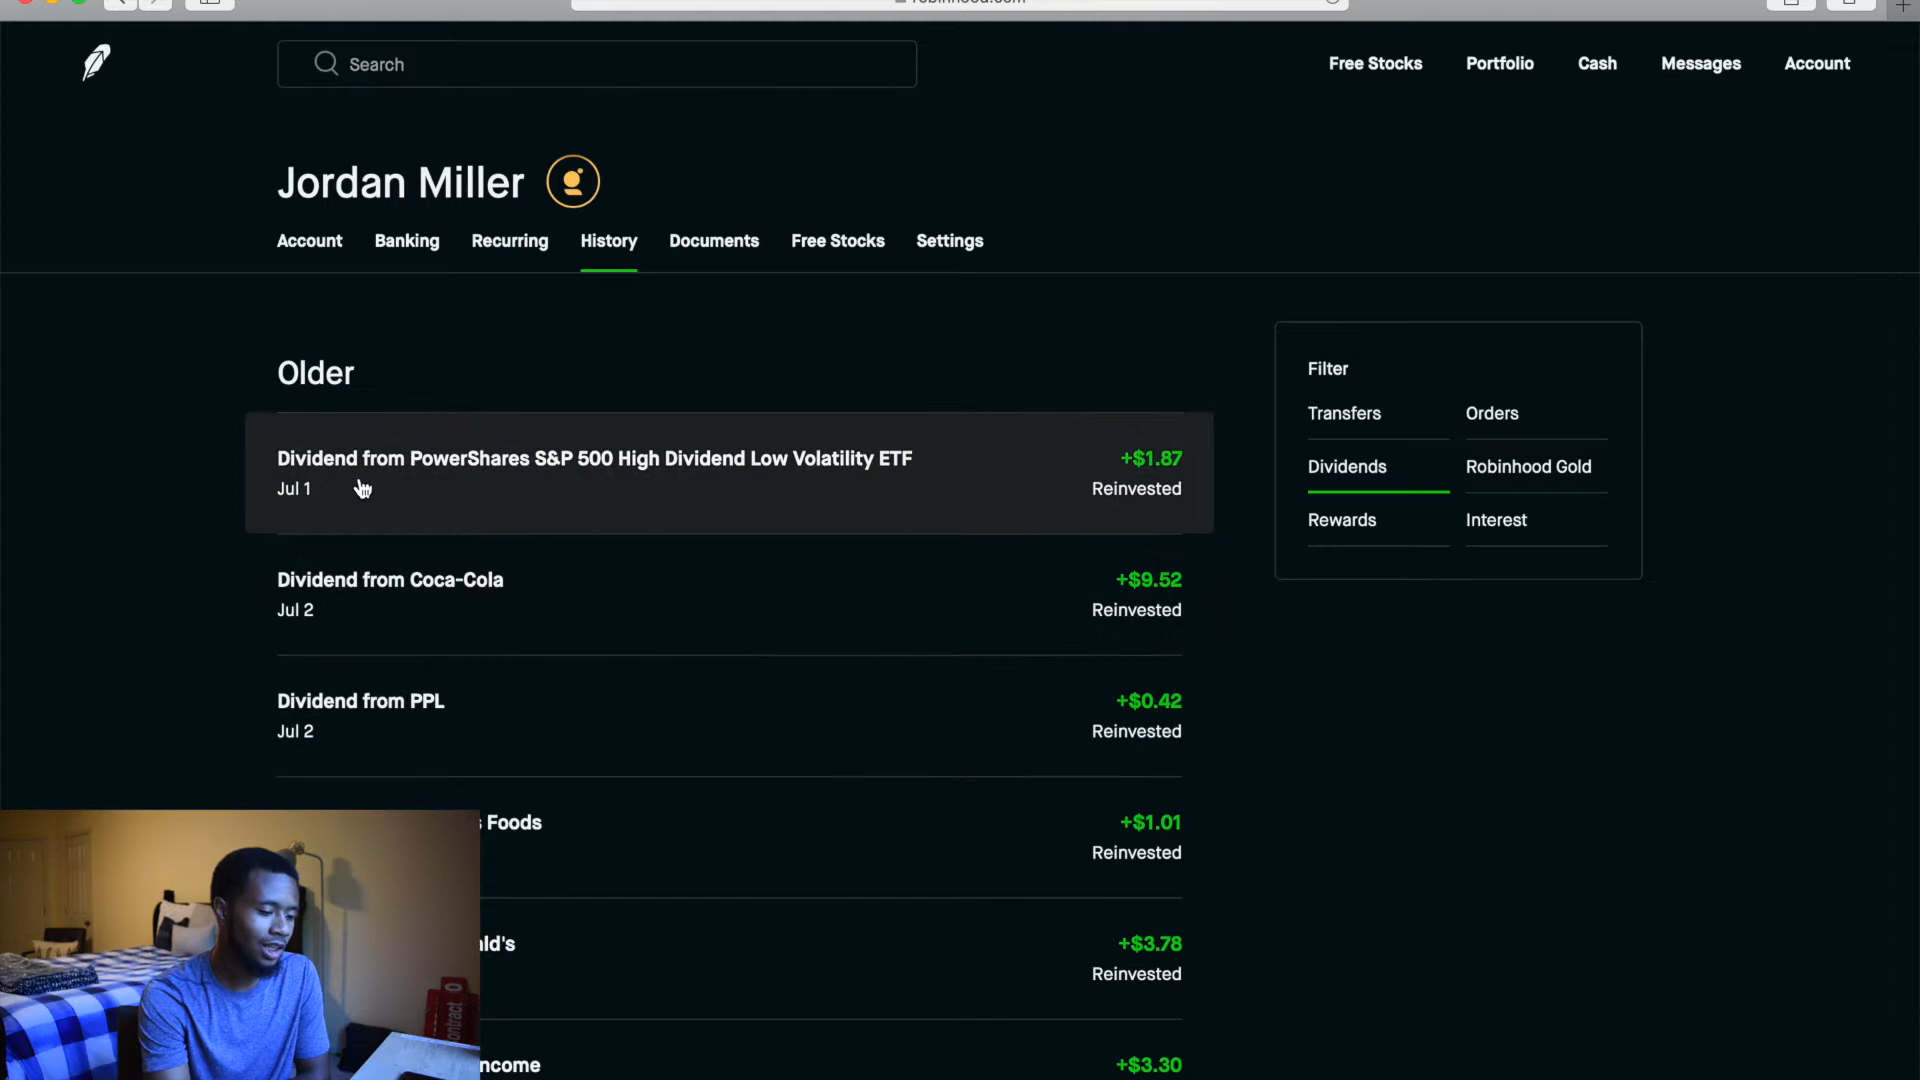 Search
Free Stocks
Portfolio
Cash
Messages
Account
Jordan Miller
Account
Banking
Recurring
History
Documents
Free Stocks
Settings
Older
Dividend from PowerShares S&P 500 High Dividend Low Volatility ETF
+$1.87
Jul 1
Reinvested
Dividend from Coca-Cola
+$9.52
Jul 2
Reinvested
Dividend from PPL
+$0.42
Jul 2
Reinvested
Foods
+$1.01
Reinvested
ld's
+$3.78
Reinvested
ncome
+$3.30
Filter
Transfers
Orders
Dividends
Robinhood Gold
Rewards
Interest